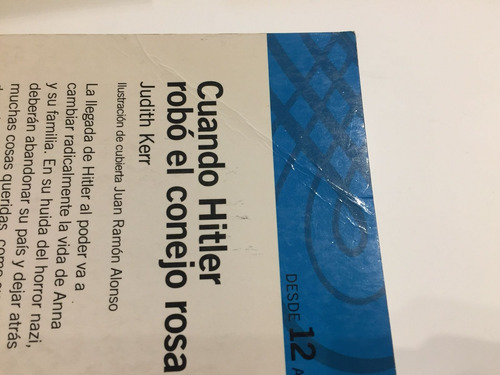 DESDE 12 A
Cuando Hitler
robó el conejo rosa
Judith Kerr
Ilustración de cubierta Juan Ramón Alonso
La llegada de Hitler al poder va a
cambiar radicalmente la vida de Anna
y su familia. En su huida del horror nazi,
deberán abandonar su país y dejar atrás
muchas cosas queridas, como